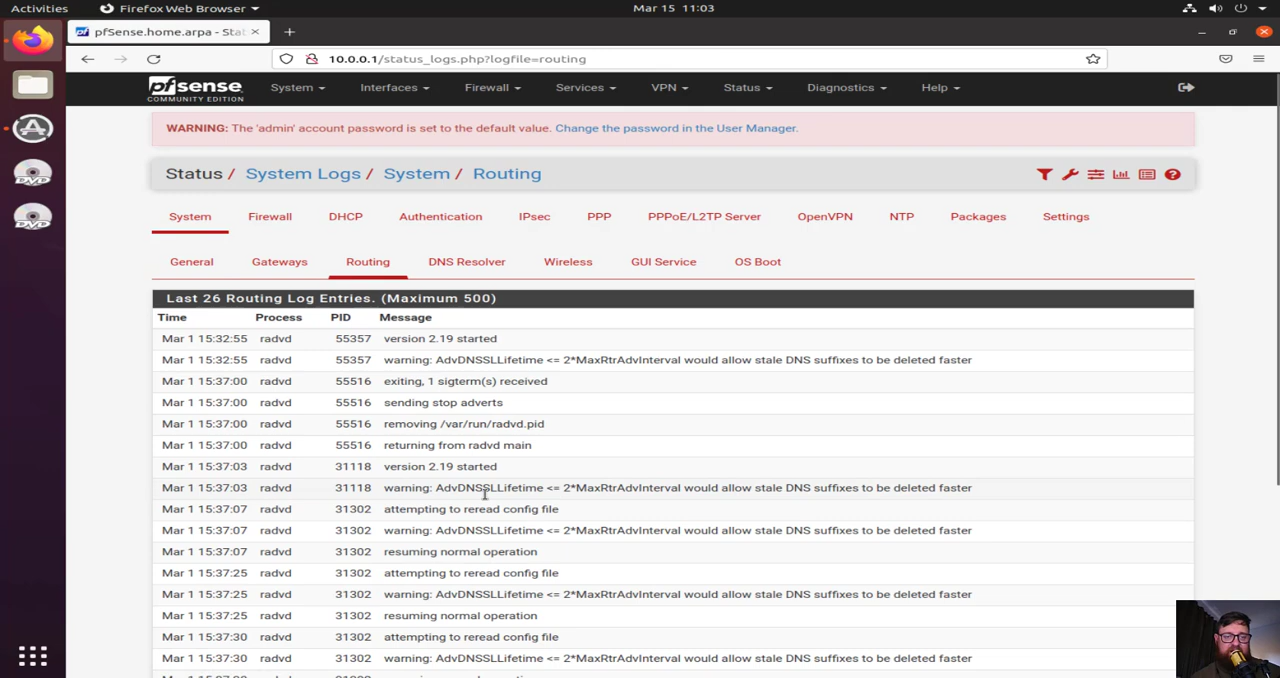 Activities Firefox Web Browser Mar 15 11:03
pfSense.home.arpa - Stat
10.0.0.1/status_logs.php?logfile=routing
pfsense COMMUNITY EDITION System Interfaces Firewall Services VPN Status Diagnostics Help
WARNING: The 'admin' account password is set to the default value. Change the password in the User Manager.
Status / System Logs / System / Routing
System Firewall DHCP Authentication IPsec PPP PPPoE/L2TP Server OpenVPN NTP Packages Settings
General Gateways Routing DNS Resolver Wireless GUI Service OS Boot
Last 26 Routing Log Entries. (Maximum 500)
Time Process PID Message
Mar 1 15:32:55 radvd 55357 version 2.19 started
Mar 1 15:32:55 radvd 55357 warning: AdvDNSSLLifetime <= 2*MaxRtrAdvInterval would allow stale DNS suffixes to be deleted faster
Mar 1 15:37:00 radvd 55516 exiting, 1 sigterm(s) received
Mar 1 15:37:00 radvd 55516 sending stop adverts
Mar 1 15:37:00 radvd 55516 removing /var/run/radvd.pid
Mar 1 15:37:00 radvd 55516 returning from radvd main
Mar 1 15:37:03 radvd 31118 version 2.19 started
Mar 1 15:37:03 radvd 31118 warning: AdvDNSSLLifetime <= 2*MaxRtrAdvInterval would allow stale DNS suffixes to be deleted faster
Mar 1 15:37:07 radvd 31302 attempting to reread config file
Mar 1 15:37:07 radvd 31302 warning: AdvDNSSLLifetime <= 2*MaxRtrAdvInterval would allow stale DNS suffixes to be deleted faster
Mar 1 15:37:07 radvd 31302 resuming normal operation
Mar 1 15:37:25 radvd 31302 attempting to reread config file
Mar 1 15:37:25 radvd 31302 warning: AdvDNSSLLifetime <= 2*MaxRtrAdvInterval would allow stale DNS suffixes to be deleted faster
Mar 1 15:37:25 radvd 31302 resuming normal operation
Mar 1 15:37:30 radvd 31302 attempting to reread config file
Mar 1 15:37:30 radvd 31302 warning: AdvDNSSLLifetime <= 2*MaxRtrAdvInterval would allow stale DNS suffixes to be deleted faster